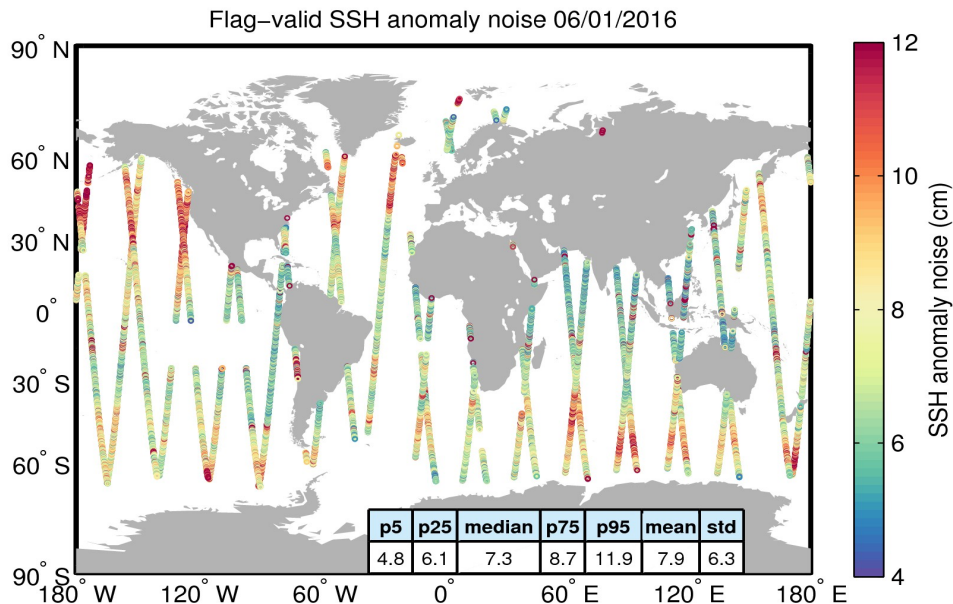 Flag–valid SSH anomaly noise 06/01/2016
90° N
60° N
30° N
0°
30° S
60° S
90° S
180° W
120° W
60° W
0°
60° E
120° E
180° E
p5 p25 median p75 p95 mean std
4.8 6.1 7.3 8.7 11.9 7.9 6.3
12
10
8
6
4
SSH anomaly noise (cm)